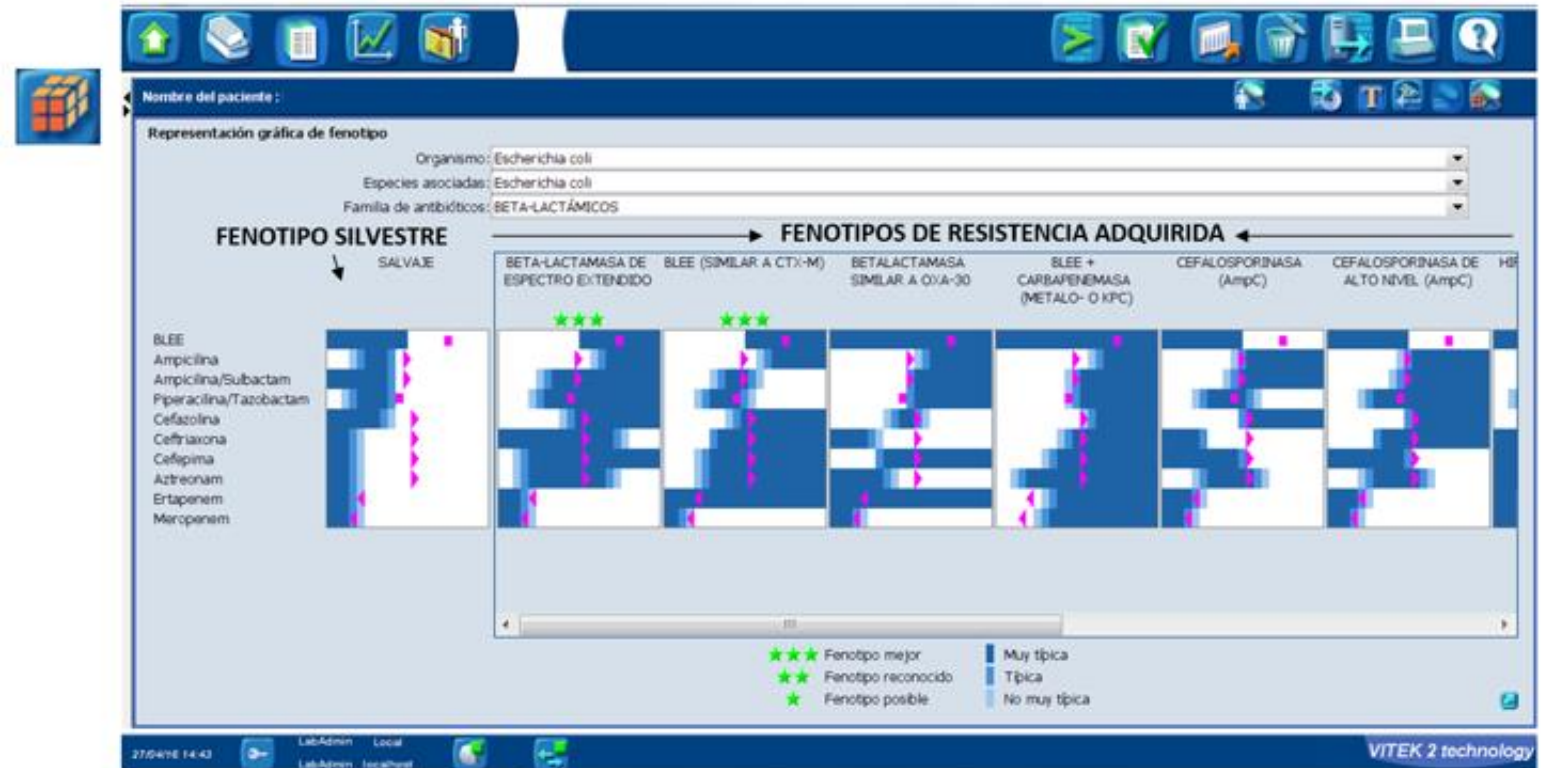 Nombre del paciente :
Representación gráfica de fenotipo
Organismo: Escherichia coli
Especies asociadas: Escherichia coli
Familia de antibióticos: BETA-LACTÁMICOS
FENOTIPO SILVESTRE
FENOTIPOS DE RESISTENCIA ADQUIRIDA
SALVAJE
BETA-LACTAMASA DE
ESPECTRO EXTENDIDO
BLEE (SIMILAR A CTX-M)
BETALACTAMASA
SIMILAR A OXA-30
BLEE +
CARBAPENEMASA
(METALO- O KPC)
CEFALOSPORINASA
(AmpC)
CEFALOSPORINASA DE
ALTO NIVEL (AmpC)
BLEE
Ampicilina
Ampicilina/Sulbactam
Piperacilina/Tazobactam
Cefazolina
Ceftriaxona
Cefepima
Aztreonam
Ertapenem
Meropenem
Fenotipo mejor
Fenotipo reconocido
Fenotipo posible
Muy típica
Típica
No muy típica
27/04/16 14:43
LabAdmin Local
LabAdmin localhost
VITEK 2 technology